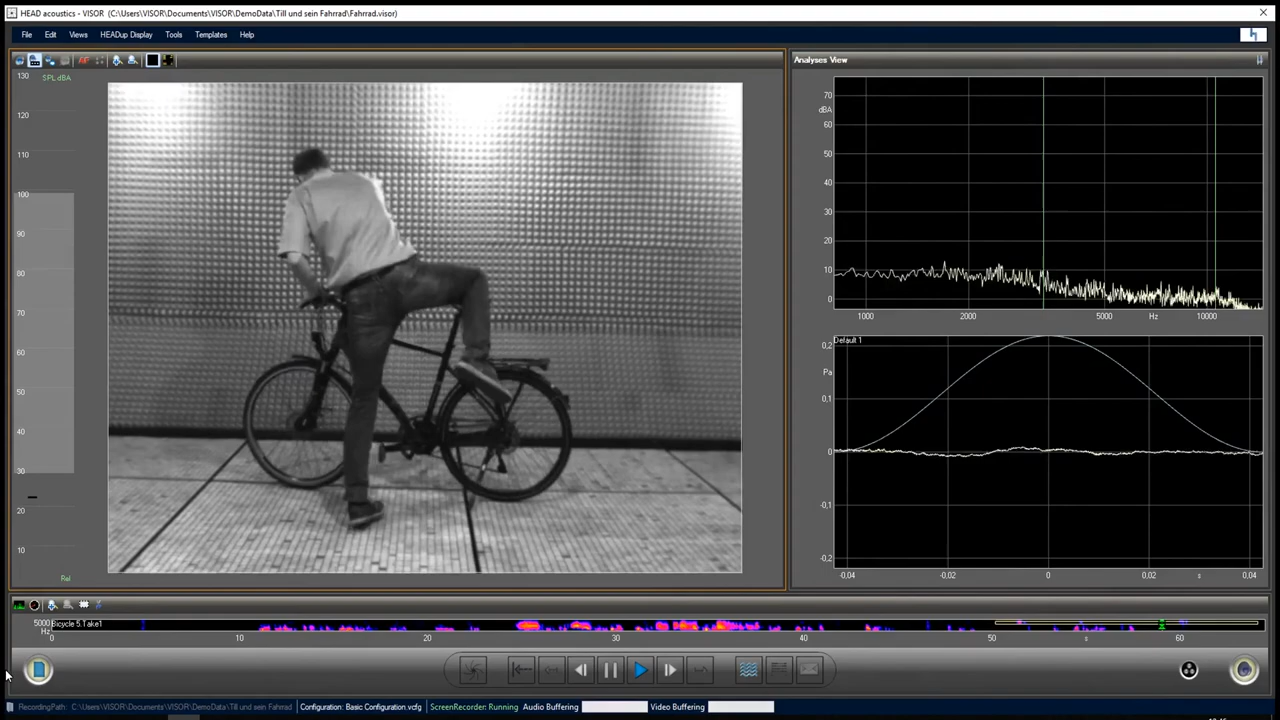 HEAD acoustics - VISOR (C:\Users\VISOR\Documents\VISOR\DemoData\Till und sein Fahrrad\Fahrrad.visor)
File Edit Views HEADup Display Tools Templates Help
Analyses View
SPL dBA
130
120
110
100
90
80
70
60
50
40
30
20
10
Rel
70
dBA
60
50
40
30
20
10
0
1000 2000 5000 Hz 10000
Default 1
0,2
Pa
0,1
0
-0,1
-0,2
-0,04 -0,02 0 0,02 s 0,04
5000 Bicycle 5.Take1
Hz
0 10 20 30 40 50 s 60
RecordingPath: C:\Users\VISOR\Documents\VISOR\DemoData\Till und sein Fahrrad Configuration: Basic Configuration.vcfg ScreenRecorder: Running Audio Buffering Video Buffering